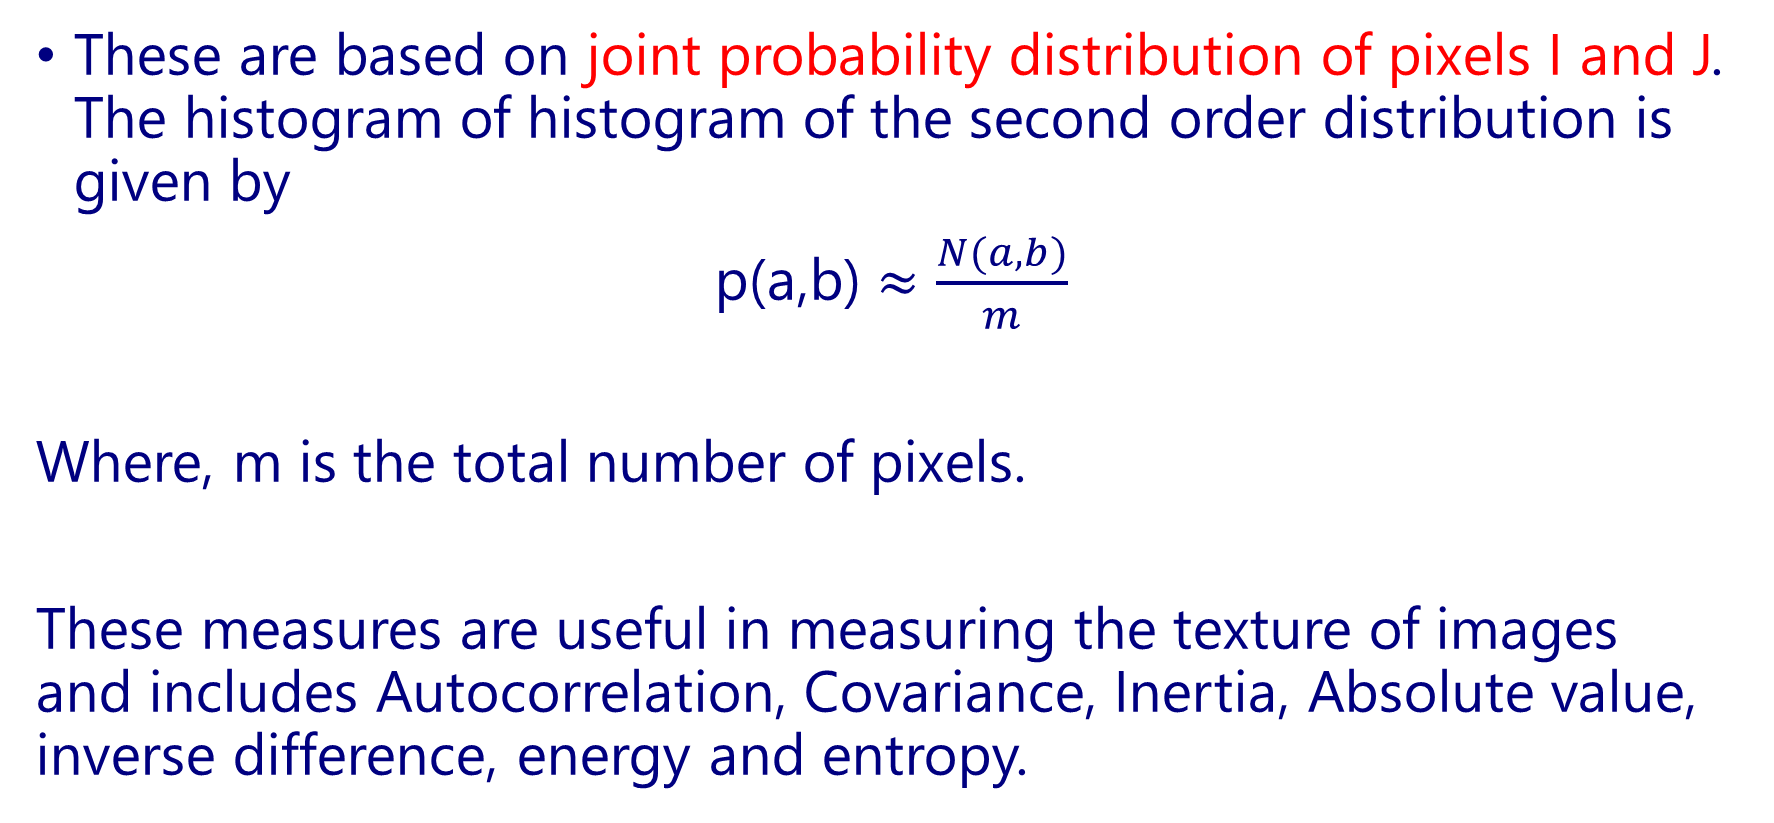 • These are based on joint probability distribution of pixels I and J.
The histogram of histogram of the second order distribution is
given by
p(a,b) ≈ N(a,b)/m
Where, m is the total number of pixels.
These measures are useful in measuring the texture of images
and includes Autocorrelation, Covariance, Inertia, Absolute value,
inverse difference, energy and entropy.